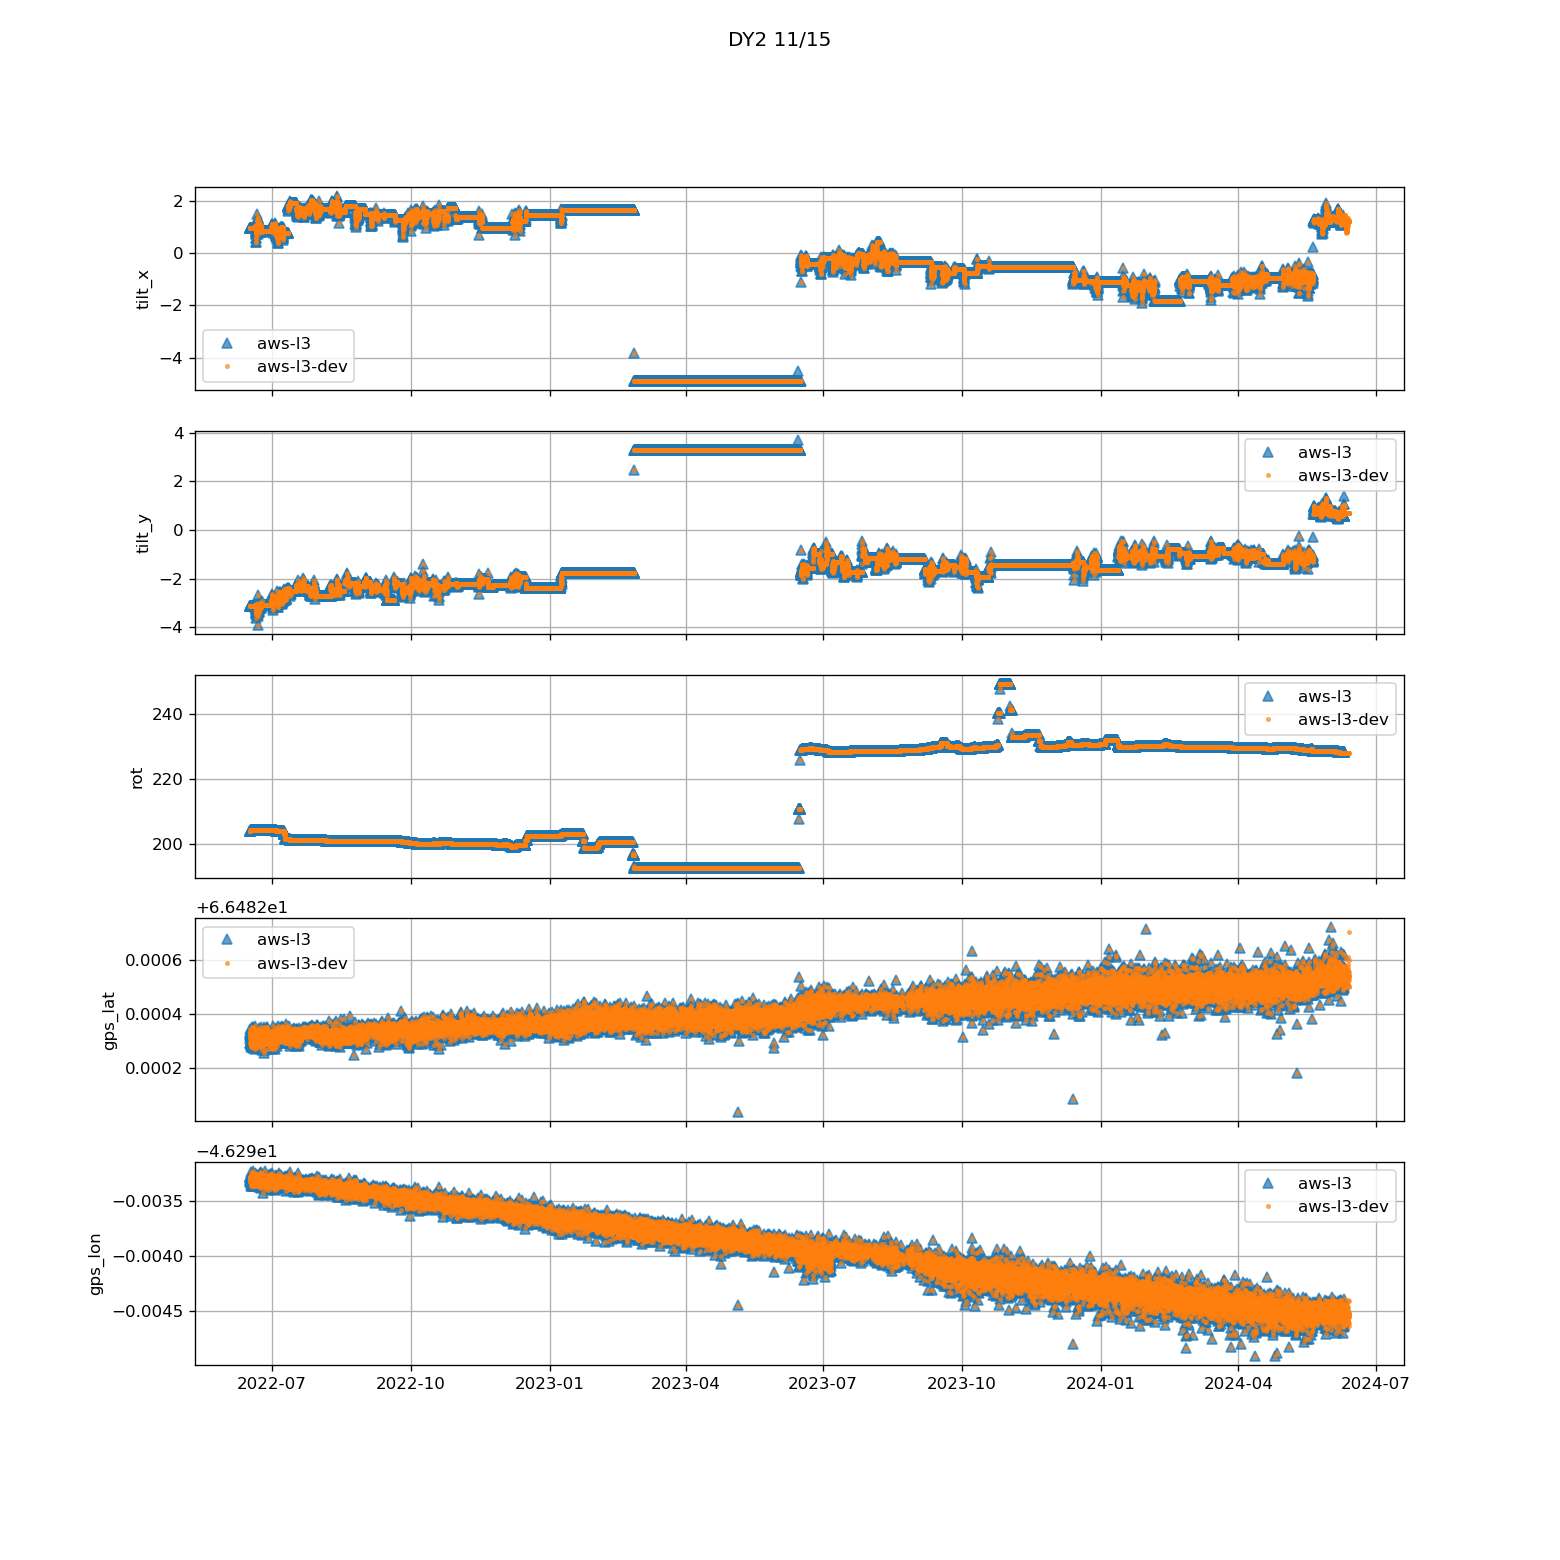 DY2 11/15
2
0
−2
−4
tilt_x
aws-l3
aws-l3-dev
4
2
0
−2
−4
tilt_y
aws-l3
aws-l3-dev
240
220
200
rot
aws-l3
aws-l3-dev
+6.6482e1
0.0006
0.0004
0.0002
gps_lat
aws-l3
aws-l3-dev
−4.629e1
−0.0035
−0.0040
−0.0045
gps_lon
aws-l3
aws-l3-dev
2022-07 2022-10 2023-01 2023-04 2023-07 2023-10 2024-01 2024-04 2024-07